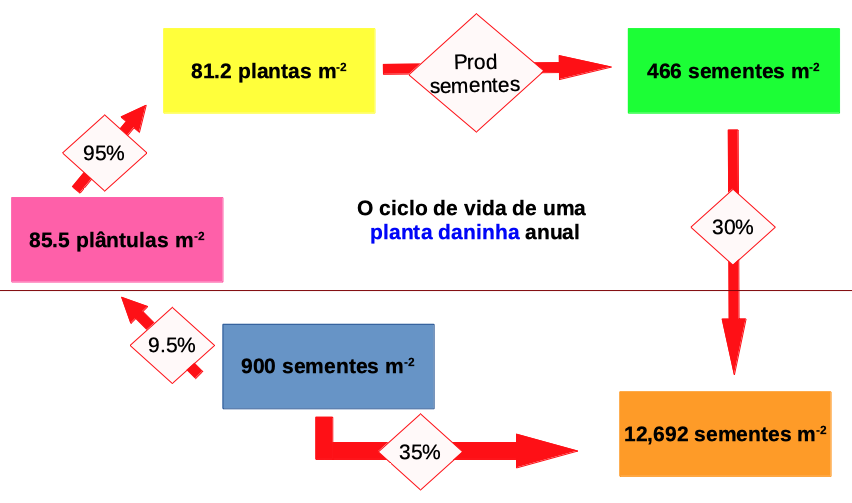 81.2 plantas m-2
Prod
sementes
466 sementes m-2
95%
85.5 plântulas m-2
O ciclo de vida de uma
planta daninha anual
30%
9.5%
900 sementes m-2
35%
12,692 sementes m-2